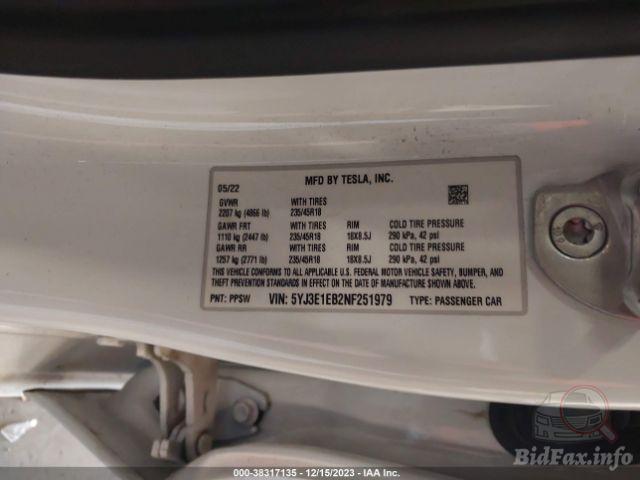 MFD BY TESLA, INC.
05/22
GVWR WITH TIRES
2207 kg (4866 lb) 235/45R18
GAWR FRT WITH TIRES RIM COLD TIRE PRESSURE
1110 kg (2447 lb) 235/45R18 18X8.5J 290 kPa, 42 psi
GAWR RR WITH TIRES RIM COLD TIRE PRESSURE
1257 kg (2771 lb) 235/45R18 18X8.5J 290 kPa, 42 psi
THIS VEHICLE CONFORMS TO ALL APPLICABLE U.S. FEDERAL MOTOR VEHICLE SAFETY, BUMPER, AND
THEFT PREVENTION STANDARDS IN EFFECT ON THE DATE OF MANUFACTURE SHOWN ABOVE.
PNT: PPSW VIN: 5YJ3E1EB2NF251979 TYPE: PASSENGER CAR
000-38317135 - 12/15/2023 - IAA Inc.
BidFax.info